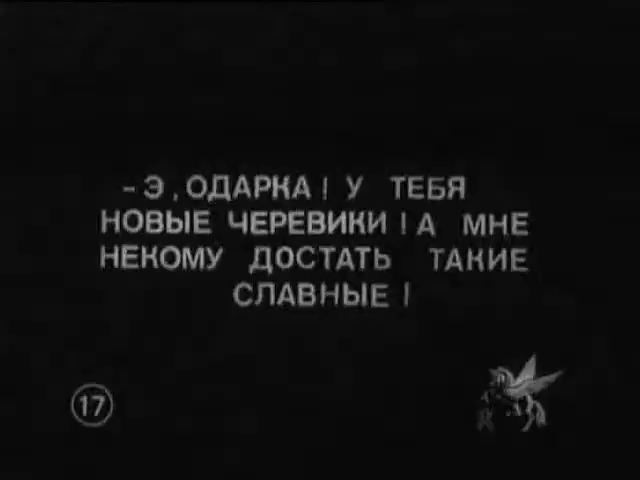 - Э, ОДАРКА! У ТЕБЯ
НОВЫЕ ЧЕРЕВИКИ! А МНЕ
НЕКОМУ ДОСТАТЬ ТАКИЕ
СЛАВНЫЕ!
17